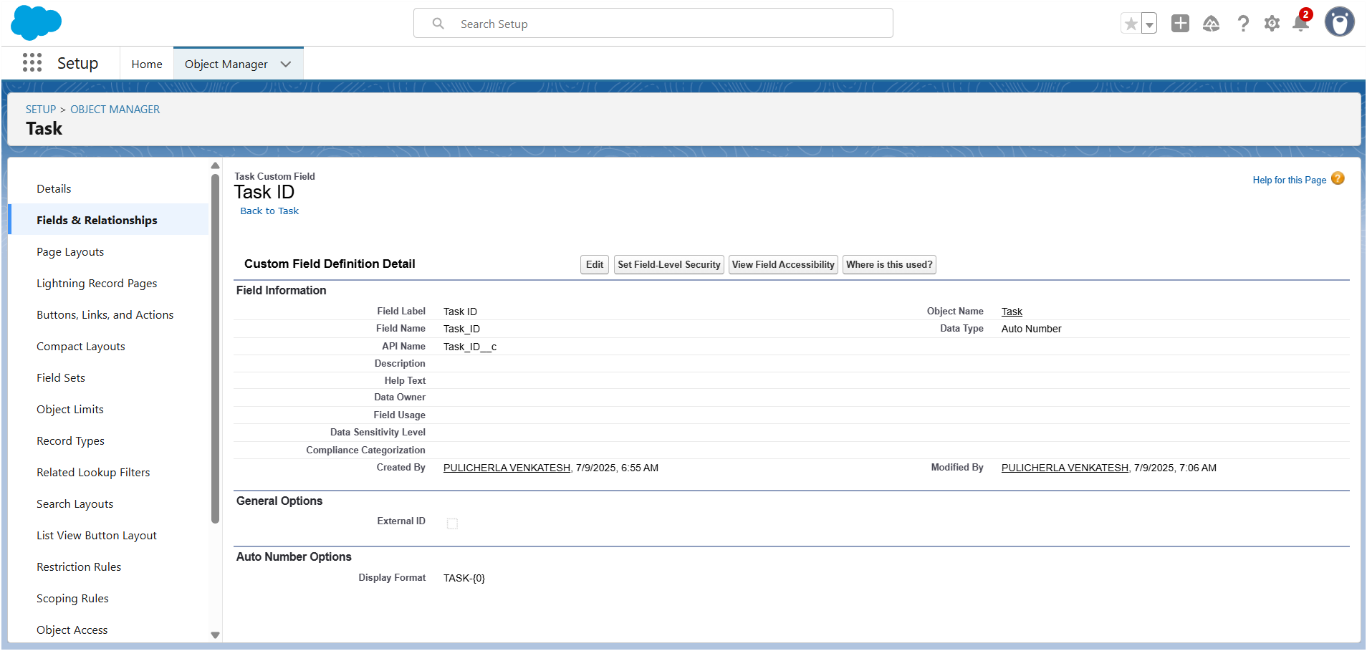 Search Setup
2
Setup
Home
Object Manager
SETUP > OBJECT MANAGER
Task
Details
Fields & Relationships
Page Layouts
Lightning Record Pages
Buttons, Links, and Actions
Compact Layouts
Field Sets
Object Limits
Record Types
Related Lookup Filters
Search Layouts
List View Button Layout
Restriction Rules
Scoping Rules
Object Access
Task Custom Field
Task ID
Back to Task
Help for this Page ?
Custom Field Definition Detail
Edit
Set Field-Level Security
View Field Accessibility
Where is this used?
Field Information
Field Label Task ID Object Name Task
Field Name Task_ID Data Type Auto Number
API Name Task_ID__c
Description
Help Text
Data Owner
Field Usage
Data Sensitivity Level
Compliance Categorization
Created By PULICHERLA VENKATESH, 7/9/2025, 6:55 AM Modified By PULICHERLA VENKATESH, 7/9/2025, 7:06 AM
General Options
External ID
Auto Number Options
Display Format TASK-{0}